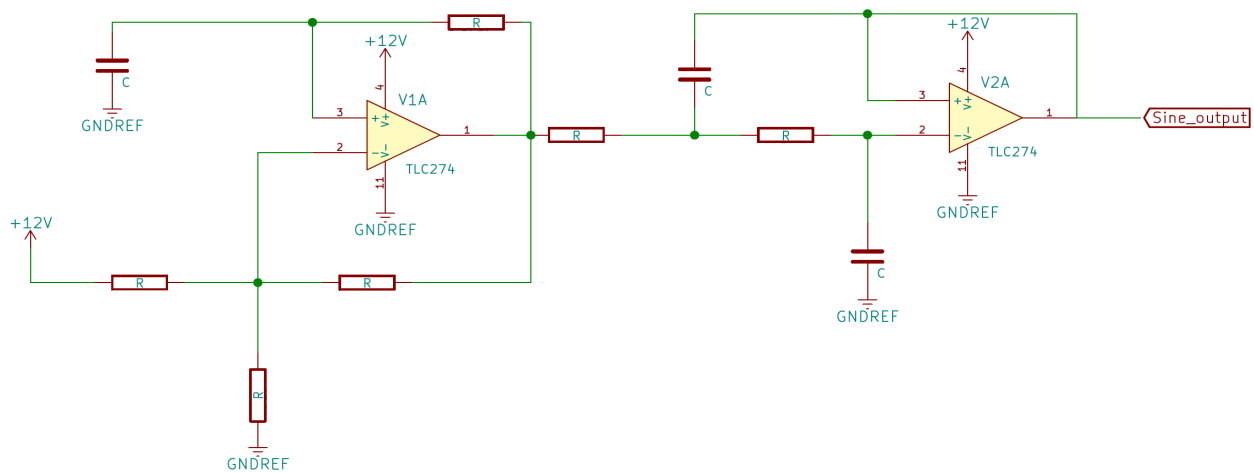 R
+12V
C
4
V1A
GNDREF
3
+
V+
1
2
-
V-
TLC274
11
GNDREF
+12V
R
R
R
GNDREF
R
+12V
C
4
V2A
3
+
V+
1
Sine_output
R
2
-
V-
TLC274
11
GNDREF
C
GNDREF